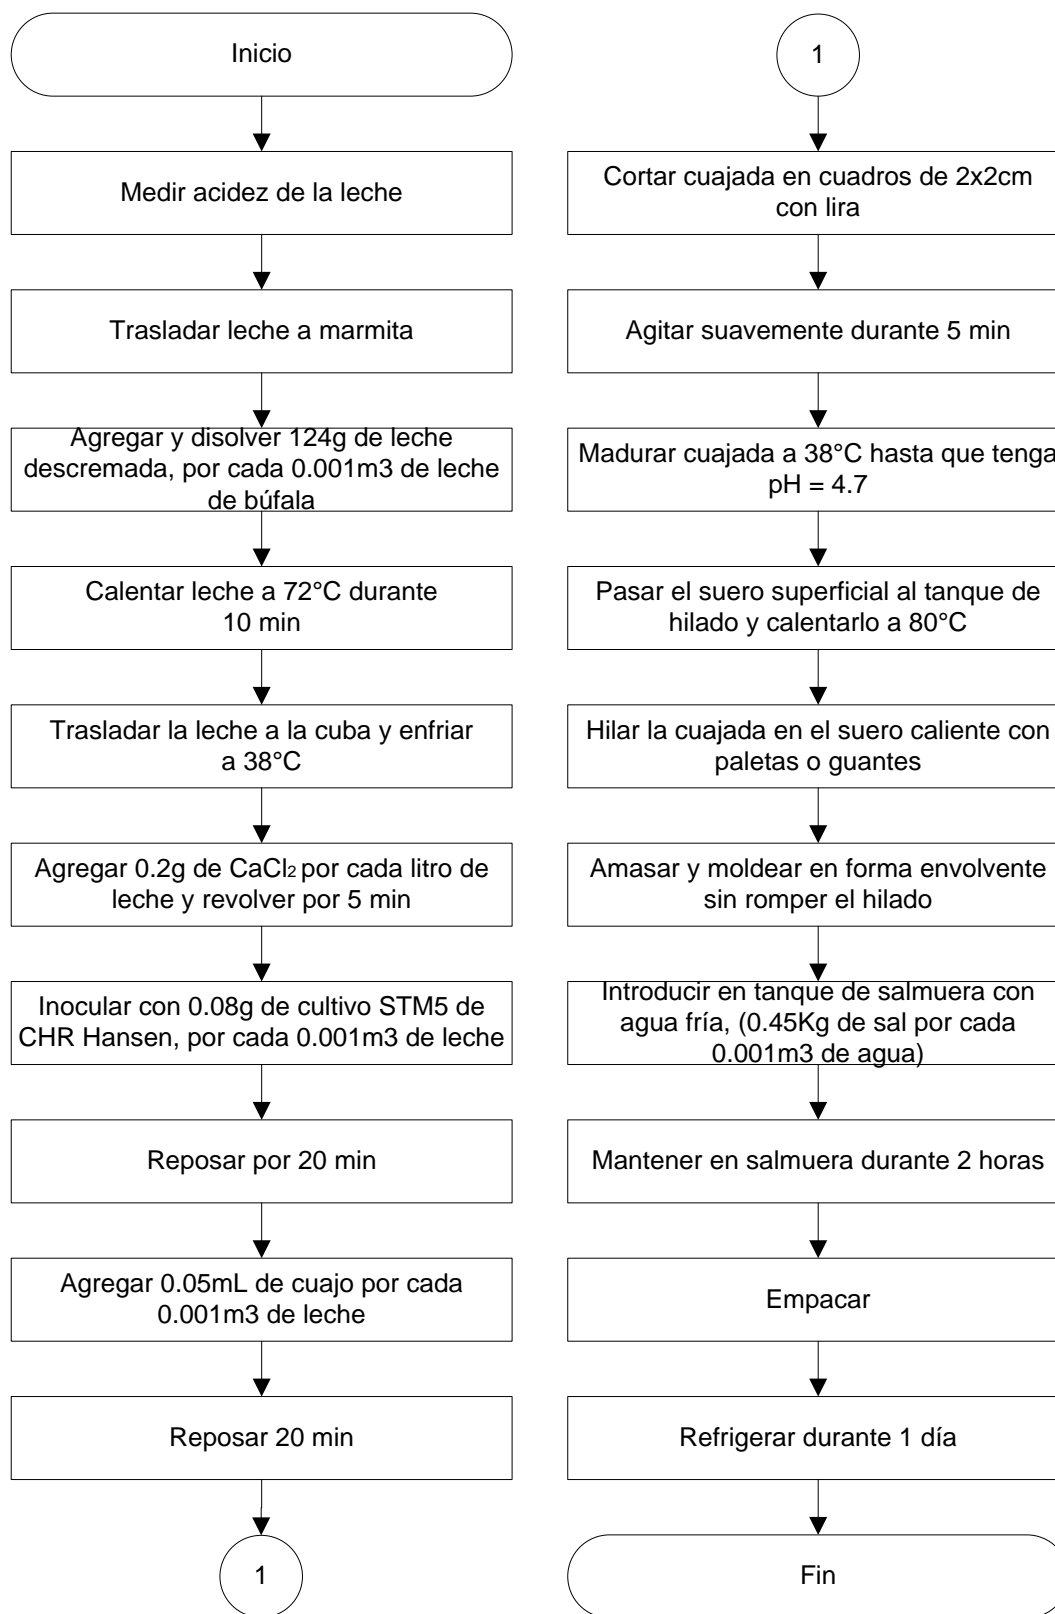 Inicio
Medir acidez de la leche
Trasladar leche a marmita
Agregar y disolver 124g de leche
descremada, por cada 0.001m3 de leche
de búfala
Calentar leche a 72°C durante
10 min
Trasladar la leche a la cuba y enfriar
a 38°C
Agregar 0.2g de CaCl₂ por cada litro de
leche y revolver por 5 min
Inocular con 0.08g de cultivo STM5 de
CHR Hansen, por cada 0.001m3 de leche
Reposar por 20 min
Agregar 0.05mL de cuajo por cada
0.001m3 de leche
Reposar 20 min
1
1
Cortar cuajada en cuadros de 2x2cm
con lira
Agitar suavemente durante 5 min
Madurar cuajada a 38°C hasta que tenga
pH = 4.7
Pasar el suero superficial al tanque de
hilado y calentarlo a 80°C
Hilar la cuajada en el suero caliente con
paletas o guantes
Amasar y moldear en forma envolvente
sin romper el hilado
Introducir en tanque de salmuera con
agua fría, (0.45Kg de sal por cada
0.001m3 de agua)
Mantener en salmuera durante 2 horas
Empacar
Refrigerar durante 1 día
Fin